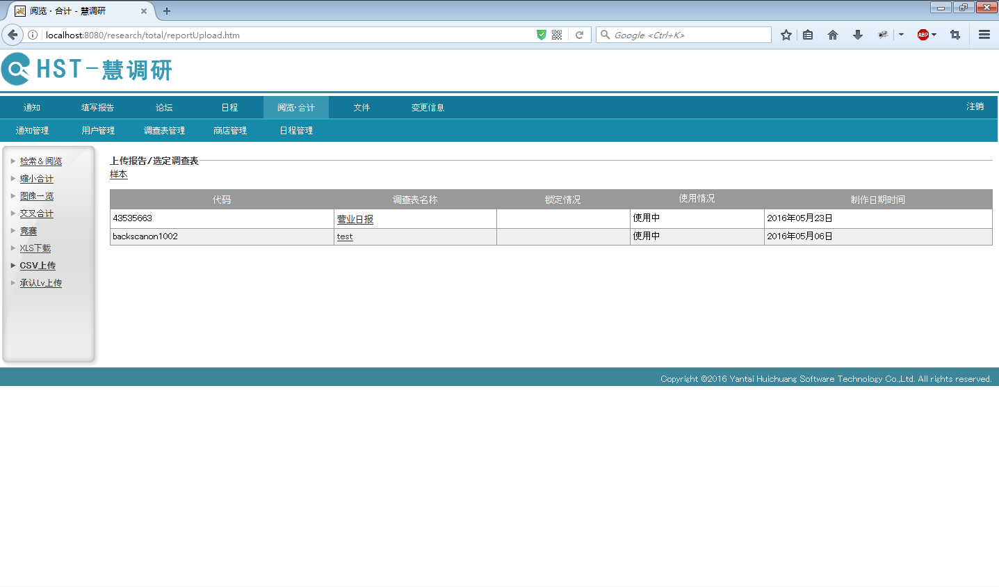 阅览・合计 - 慧调研
localhost:8080/research/total/reportUpload.htm
Google <Ctrl+K>
ABP
HST-慧调研
通知 填写报告 论坛 日程 阅览·合计 文件 变更信息 注销
通知管理 用户管理 调查表管理 商店管理 日程管理
检索＆阅览
缩小合计
图像一览
交叉合计
竞赛
XLS下载
CSV上传
承认Lv上传
上传报告/选定调查表
样本
代码 调查表名称 锁定情况 使用情况 制作日期时间
43535663 营业日报 使用中 2016年05月23日
backscanon1002 test 使用中 2016年05月06日
Copyright ©2016 Yantai Huichuang Software Technology Co.,Ltd. All rights reserved.